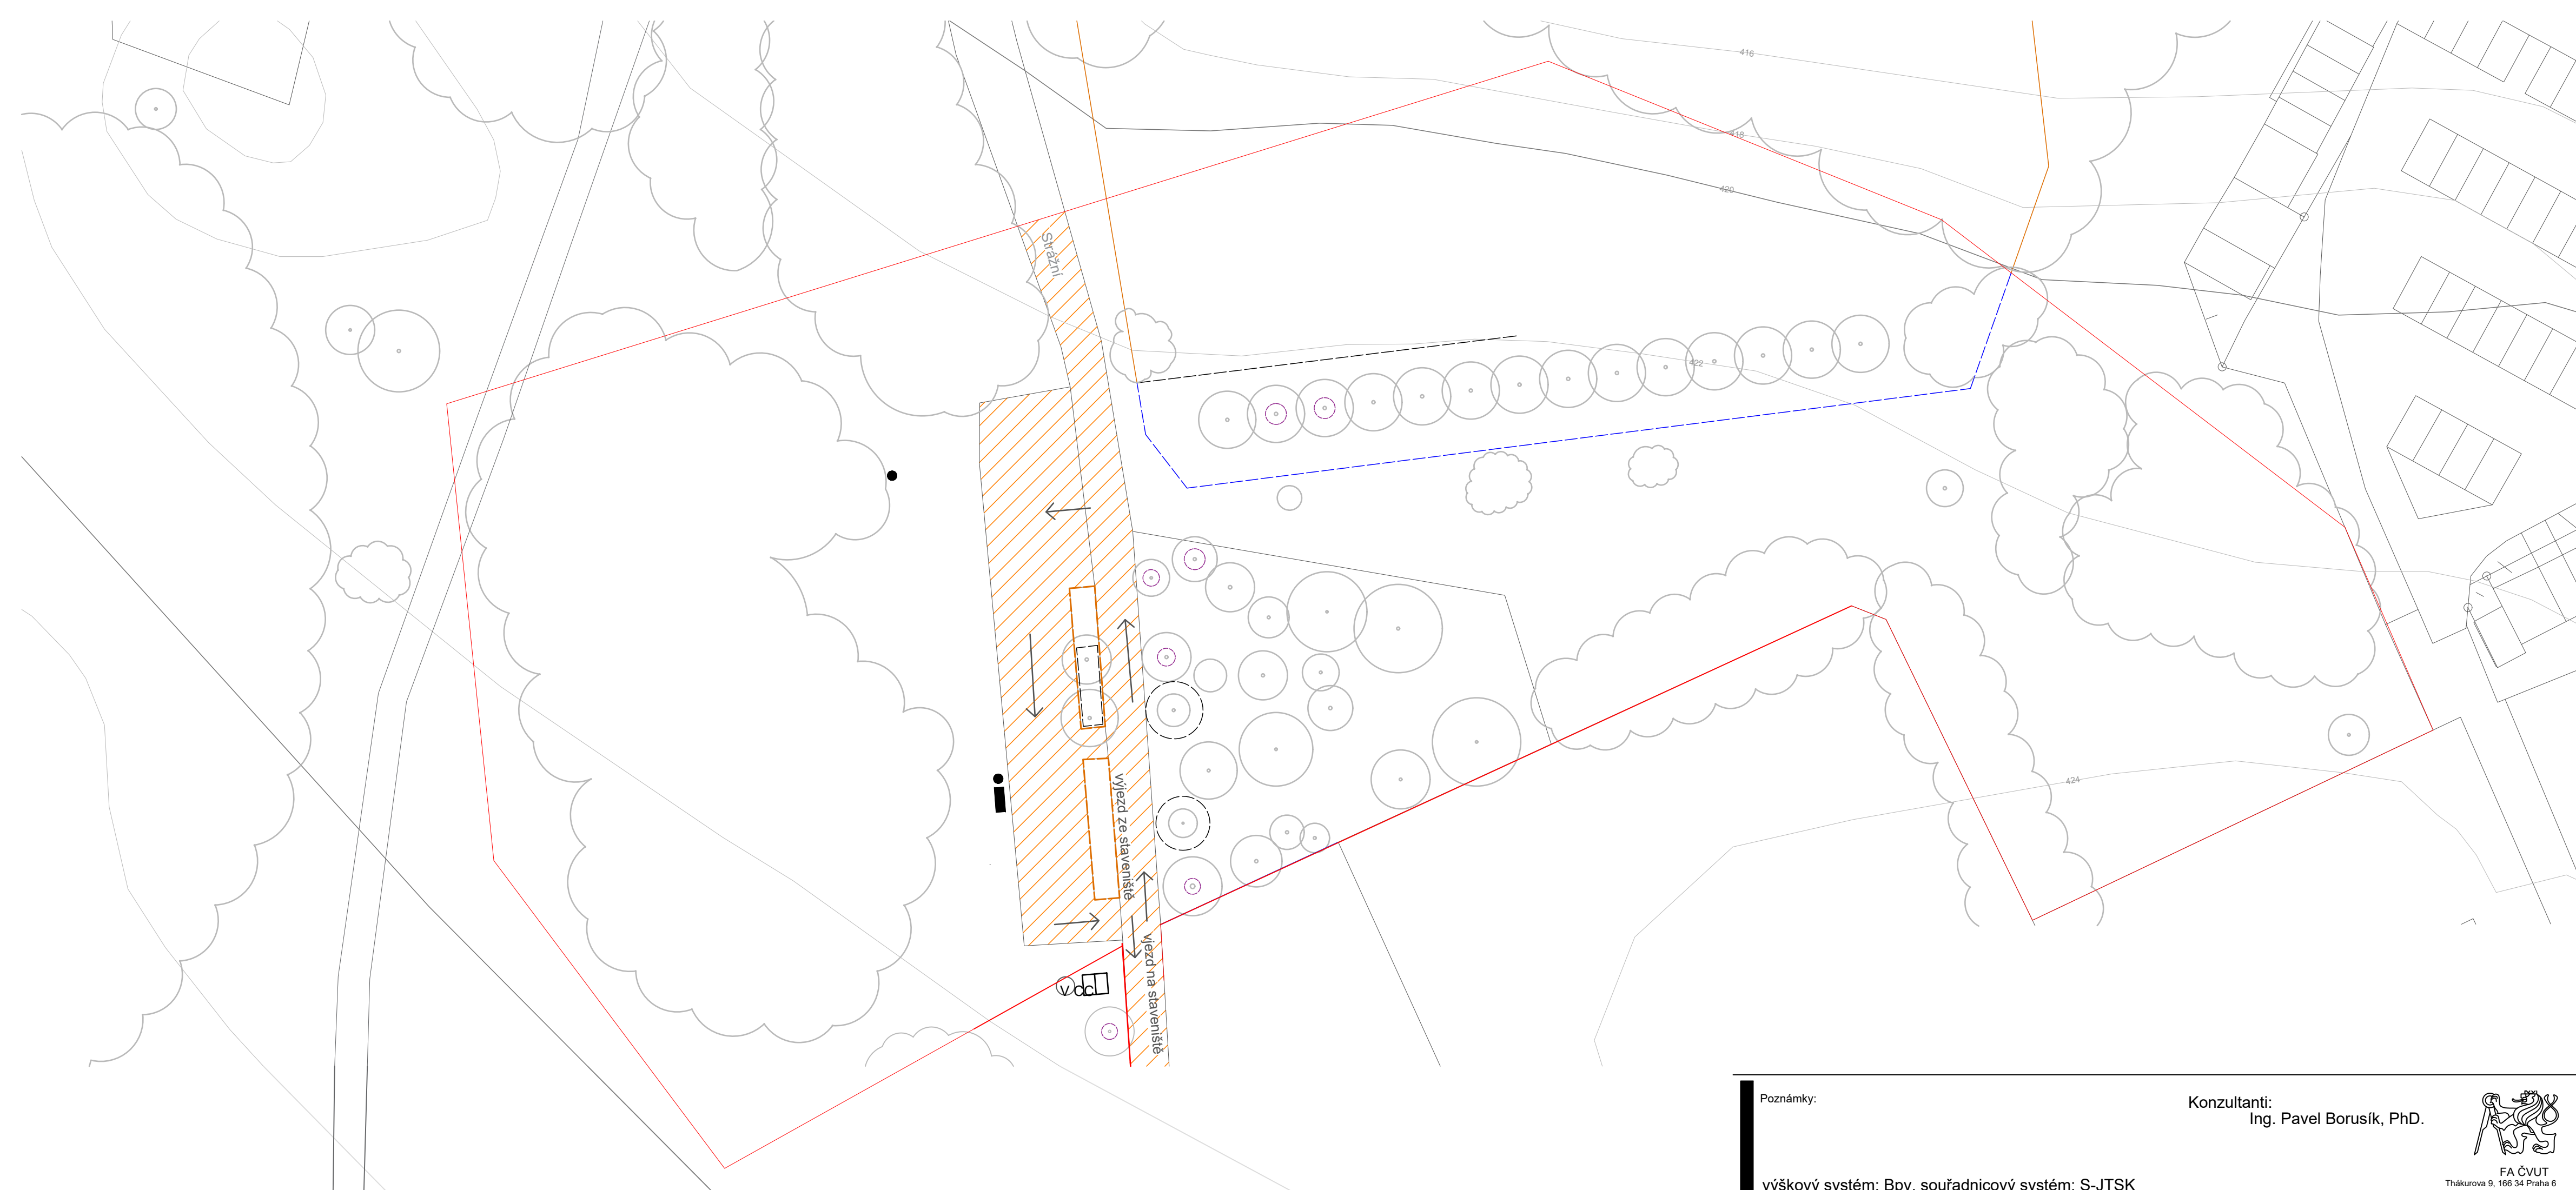 416
418
420
Strážní
422
424
výjezd ze staveniště
vjezd na staveniště
Poznámky:
Konzultanti:
Ing. Pavel Borusík, PhD.
FA ČVUT
Thákurova 9, 166 34 Praha 6
výškový systém: Bpv, souřadnicový systém: S-JTSK